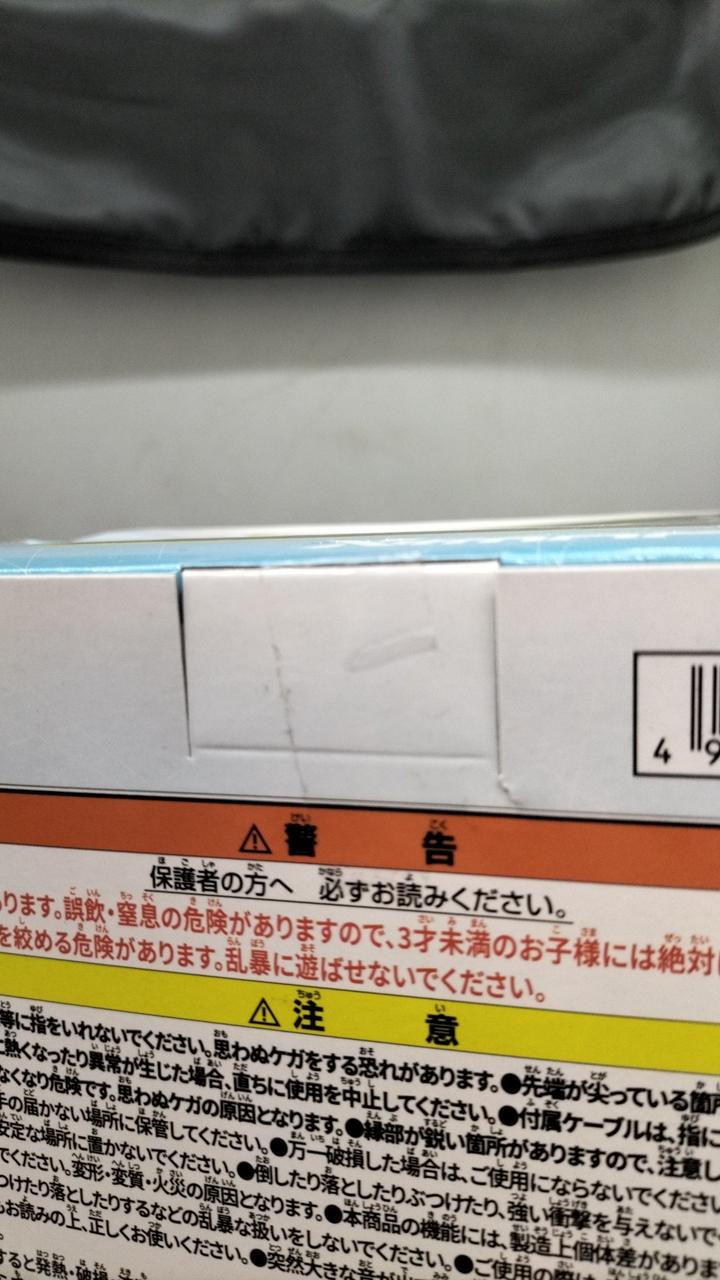 49
⚠警 告
保護者の方へ 必ずお読みください。
ります。誤飲・窒息の危険がありますので、3才未満のお子様には絶対に
を絞める危険があります。乱暴に遊ばせないでください。
⚠注 意
等に指をいれないでください。思わぬケガをする恐れがあります。●先端が尖っている箇所
熱くなったり異常が生じた場合、直ちに使用を中止してください。●付属ケーブルは、指に
なくなり危険です。思わぬケガの原因となります。●縁部が鋭い箇所がありますので、注意し
手の届かない場所に保管してください。●万一破損した場合は、ご使用にならないでください
安定な場所に置かないでください。●倒したり落としたりぶつけたり、強い衝撃を与えないで
でください。変形・変質・火災の原因となります。●本商品の機能には、製造上個体差がありま
つけたり落としたりするなどの乱暴な扱いをしないでください。●ご使用の際は
お読みの上、正しくお使いください。●突然大きな音が
すると発熱・破損